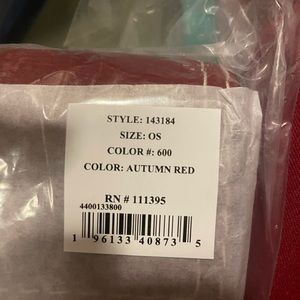 STYLE: 143184
SIZE: OS
COLOR #: 600
COLOR: AUTUMN RED
RN # 111395
4400133800
1 96133 40873 5